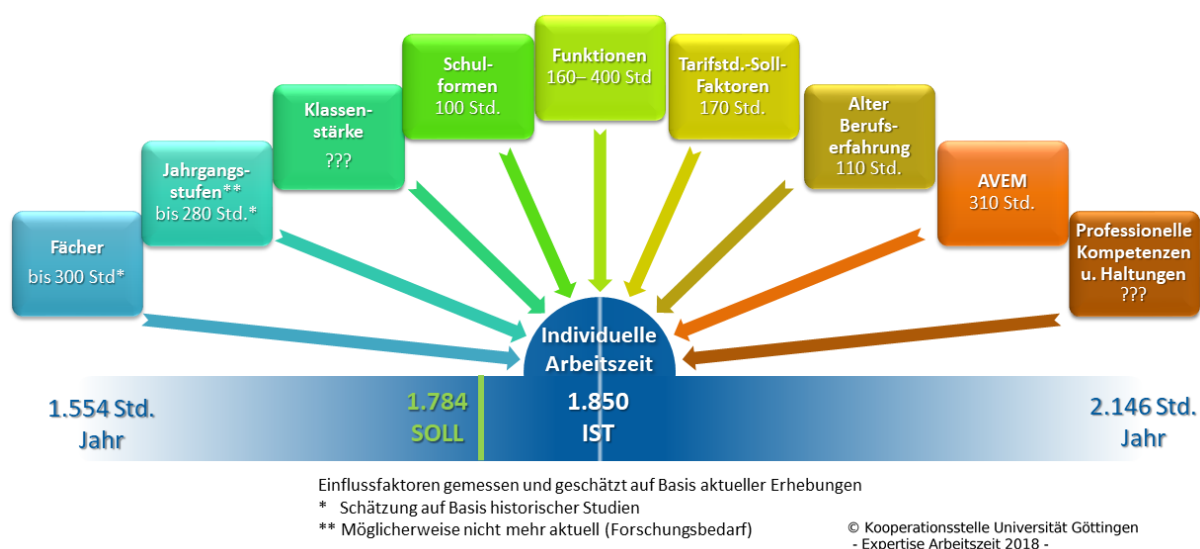 Fächer
bis 300 Std*
Jahrgangs-
stufen**
bis 280 Std.*
Klassen-
stärke
???
Schul-
formen
100 Std.
Funktionen
160– 400 Std
Tarifstd.-Soll-
Faktoren
170 Std.
Alter
Berufs-
erfahrung
110 Std.
AVEM
310 Std.
Professionelle
Kompetenzen
u. Haltungen
???
Individuelle
Arbeitszeit
1.554 Std.
Jahr
1.784
SOLL
1.850
IST
2.146 Std.
Jahr
Einflussfaktoren gemessen und geschätzt auf Basis aktueller Erhebungen
* Schätzung auf Basis historischer Studien
** Möglicherweise nicht mehr aktuell (Forschungsbedarf)
© Kooperationsstelle Universität Göttingen
- Expertise Arbeitszeit 2018 -